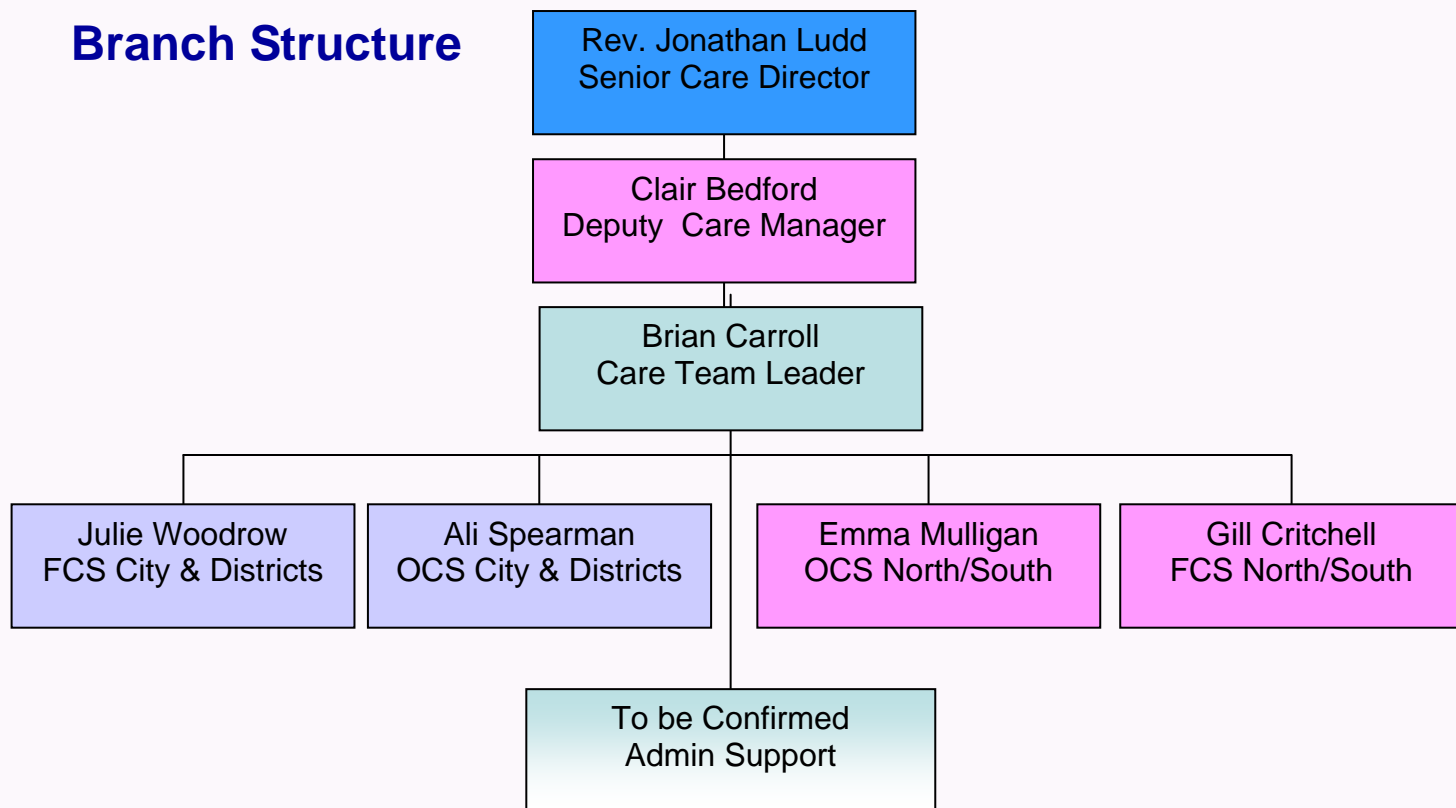 Branch Structure
Rev. Jonathan Ludd
Senior Care Director
Clair Bedford
Deputy  Care Manager
Brian Carroll
Care Team Leader
Julie Woodrow
FCS City & Districts
Ali Spearman
OCS City & Districts
Emma Mulligan
OCS North/South
Gill Critchell
FCS North/South
To be Confirmed
Admin Support